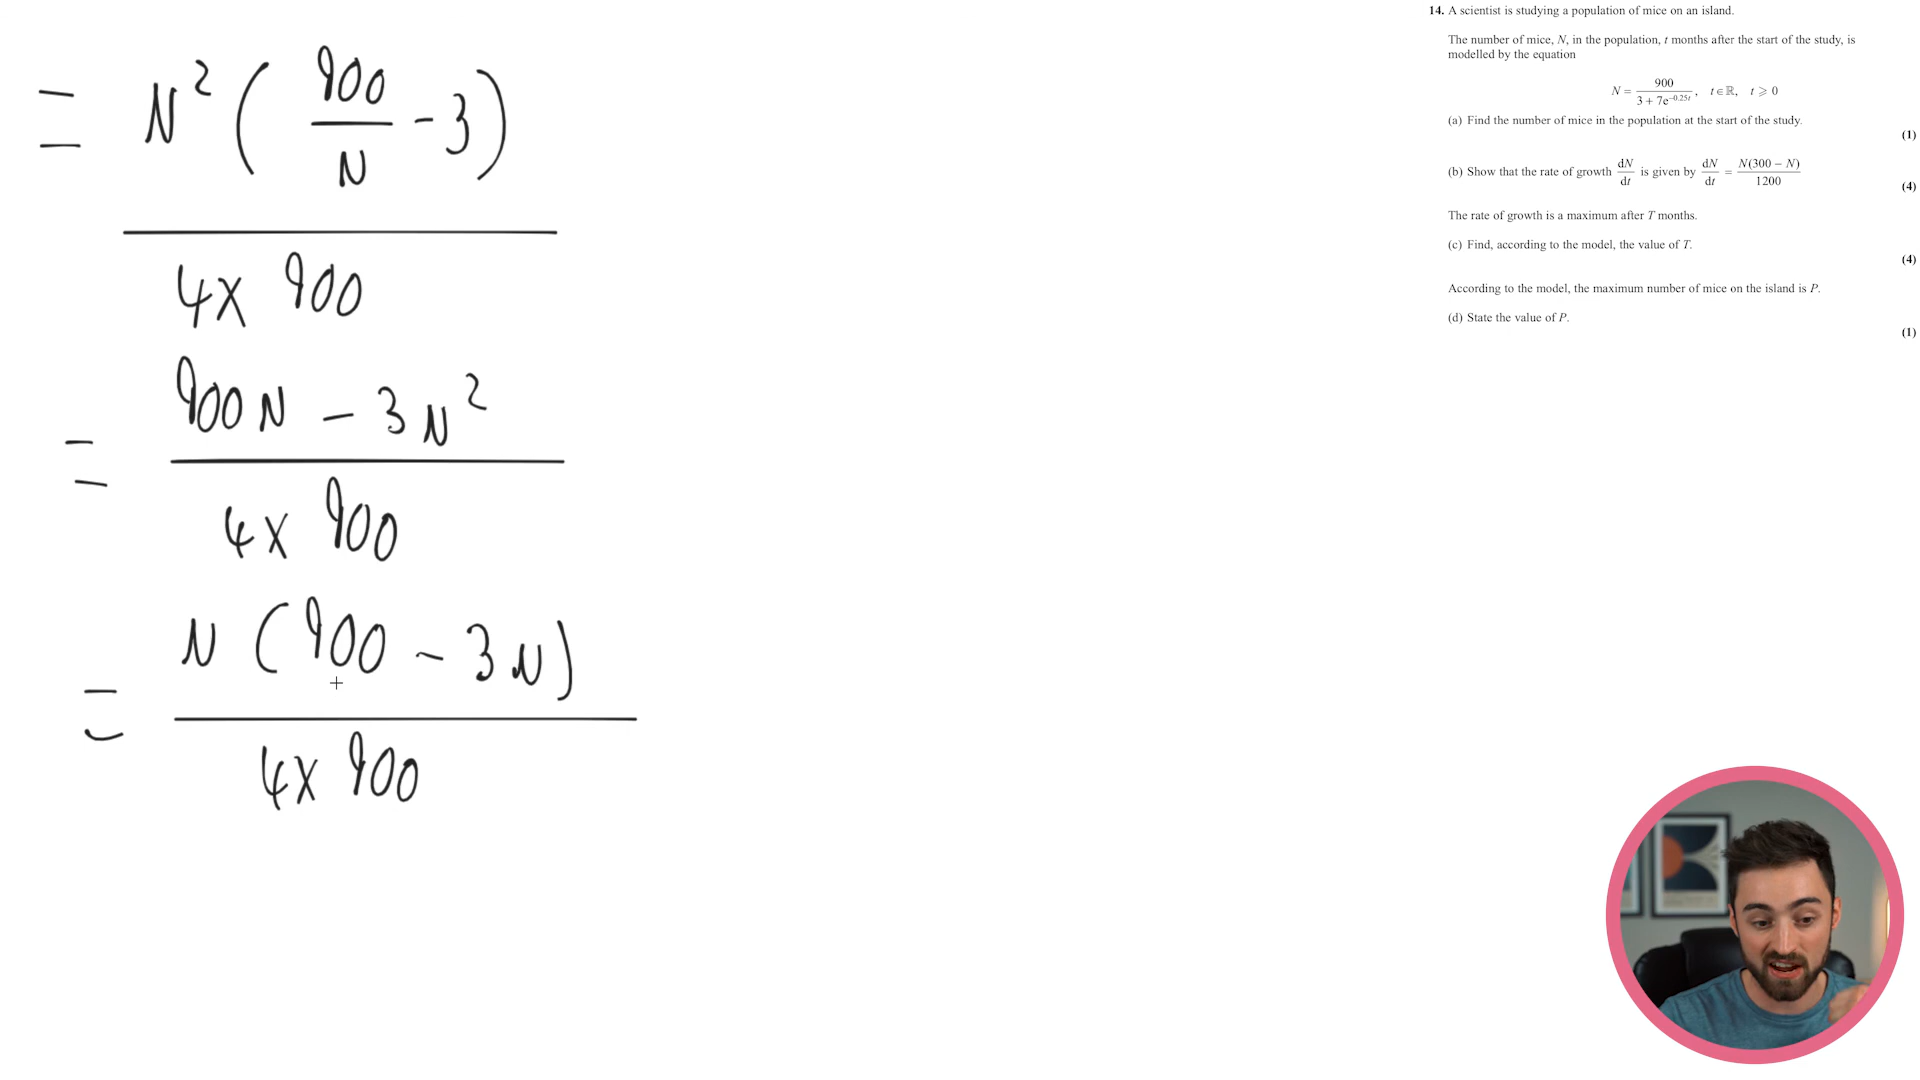 = N² ( 900/N - 3 )
4x 900
= 900N - 3N²
4x 900
= N (900 - 3N)
4x 900
14. A scientist is studying a population of mice on an island.
The number of mice, N, in the population, t months after the start of the study, is
modelled by the equation
N = 900 / (3 + 7e^(-0.25t)), t ∈ ℝ, t ⩾ 0
(a) Find the number of mice in the population at the start of the study.
(1)
(b) Show that the rate of growth dN/dt is given by dN/dt = N(300 – N)/1200
(4)
The rate of growth is a maximum after T months.
(c) Find, according to the model, the value of T.
(4)
According to the model, the maximum number of mice on the island is P.
(d) State the value of P.
(1)